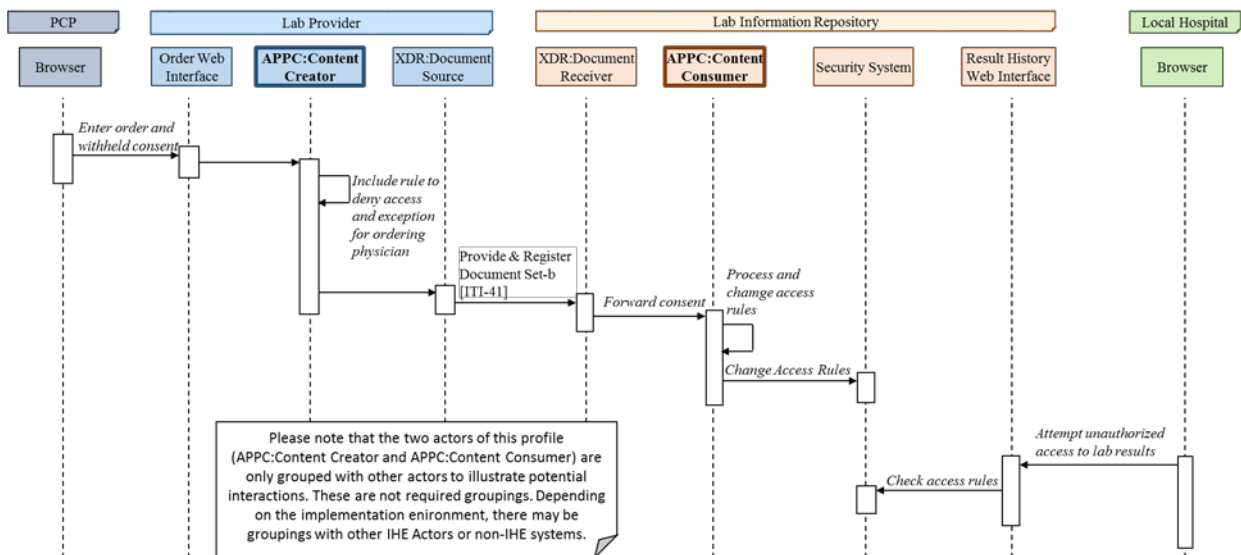 PCP
Lab Provider
Lab Information Repository
Local Hospital
Browser
Order Web
Interface
APPC:Content
Creator
XDR:Document
Source
XDR:Document
Receiver
APPC:Content
Consumer
Security System
Result History
Web Interface
Browser
Enter order and
withheld consent
Include rule to
deny access
and exception
for ordering
physician
Provide & Register
Document Set-b
[ITI-41]
Forward consent
Process and
chamge access
rules
Change Access Rules
Attempt unauthorized
access to lab results
Check access rules
Please note that the two actors of this profile
(APPC:Content Creator and APPC:Content Consumer) are
only grouped with other actors to illustrate potential
interactions. These are not required groupings. Depending
on the implementation enironment, there may be
groupings with other IHE Actors or non-IHE systems.